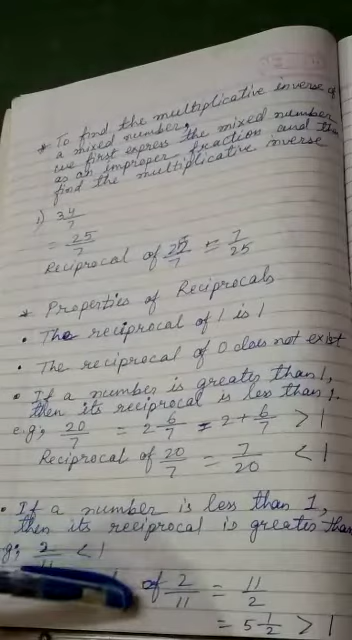 * To find the multiplicative inverse of
a mixed number,
we first express the mixed number
as an improper fraction and then
find the multiplicative inverse
1) 3 4/7
= 25/7
Reciprocal of 25/7 = 7/25
* Properties of Reciprocals
• The reciprocal of 1 is 1
• The reciprocal of 0 does not exist
• If a number is greater than 1,
then its reciprocal is less than 1.
e.g; 20/7 = 2 6/7 = 2 + 6/7 > 1
Reciprocal of 20/7 = 7/20 < 1
• If a number is less than 1,
then its reciprocal is greater than
g; 2/11 < 1
of 2/11 = 11/2
= 5 1/2 > 1